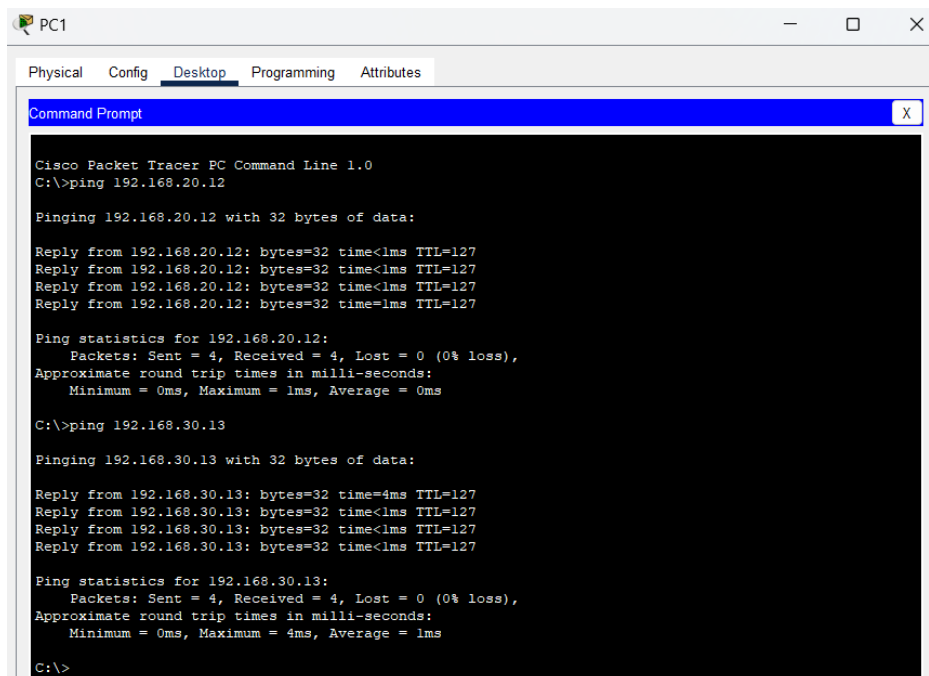 PC1
Physical Config Desktop Programming Attributes
Command Prompt
X
Cisco Packet Tracer PC Command Line 1.0
C:\>ping 192.168.20.12
Pinging 192.168.20.12 with 32 bytes of data:
Reply from 192.168.20.12: bytes=32 time<1ms TTL=127
Reply from 192.168.20.12: bytes=32 time<1ms TTL=127
Reply from 192.168.20.12: bytes=32 time<1ms TTL=127
Reply from 192.168.20.12: bytes=32 time=1ms TTL=127
Ping statistics for 192.168.20.12:
Packets: Sent = 4, Received = 4, Lost = 0 (0% loss),
Approximate round trip times in milli-seconds:
Minimum = 0ms, Maximum = 1ms, Average = 0ms
C:\>ping 192.168.30.13
Pinging 192.168.30.13 with 32 bytes of data:
Reply from 192.168.30.13: bytes=32 time=4ms TTL=127
Reply from 192.168.30.13: bytes=32 time<1ms TTL=127
Reply from 192.168.30.13: bytes=32 time<1ms TTL=127
Reply from 192.168.30.13: bytes=32 time<1ms TTL=127
Ping statistics for 192.168.30.13:
Packets: Sent = 4, Received = 4, Lost = 0 (0% loss),
Approximate round trip times in milli-seconds:
Minimum = 0ms, Maximum = 4ms, Average = 1ms
C:\>